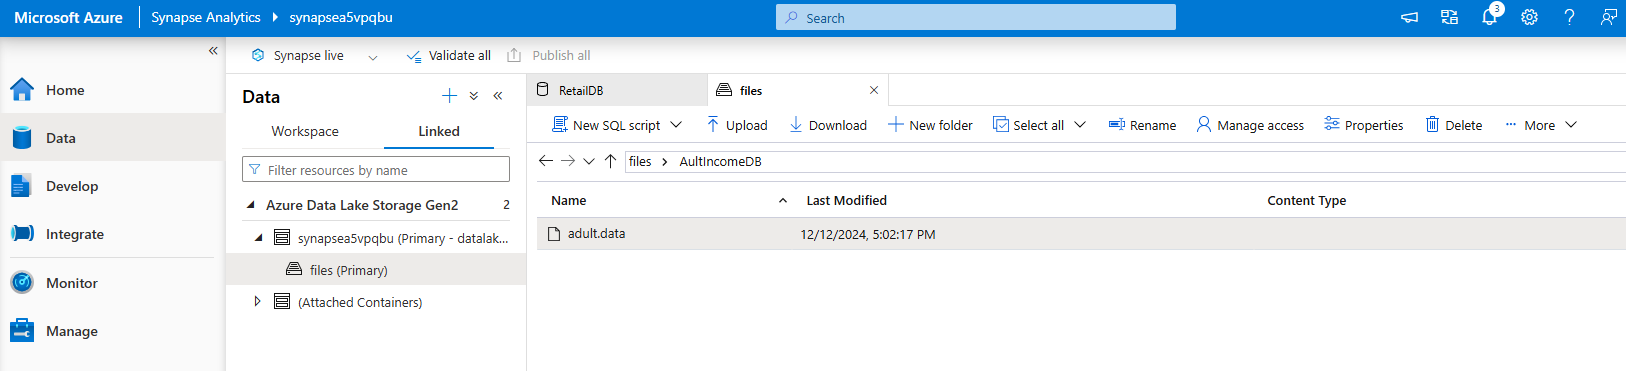 Microsoft Azure Synapse Analytics synapsea5vpqbu Search 3
Synapse live Validate all Publish all
Home
Data
Develop
Integrate
Monitor
Manage
Data
Workspace Linked
Filter resources by name
Azure Data Lake Storage Gen2 2
synapsea5vpqbu (Primary - datalak...
files (Primary)
(Attached Containers)
RetailDB files
New SQL script Upload Download New folder Select all Rename Manage access Properties Delete More
files AultIncomeDB
Name Last Modified Content Type
adult.data 12/12/2024, 5:02:17 PM